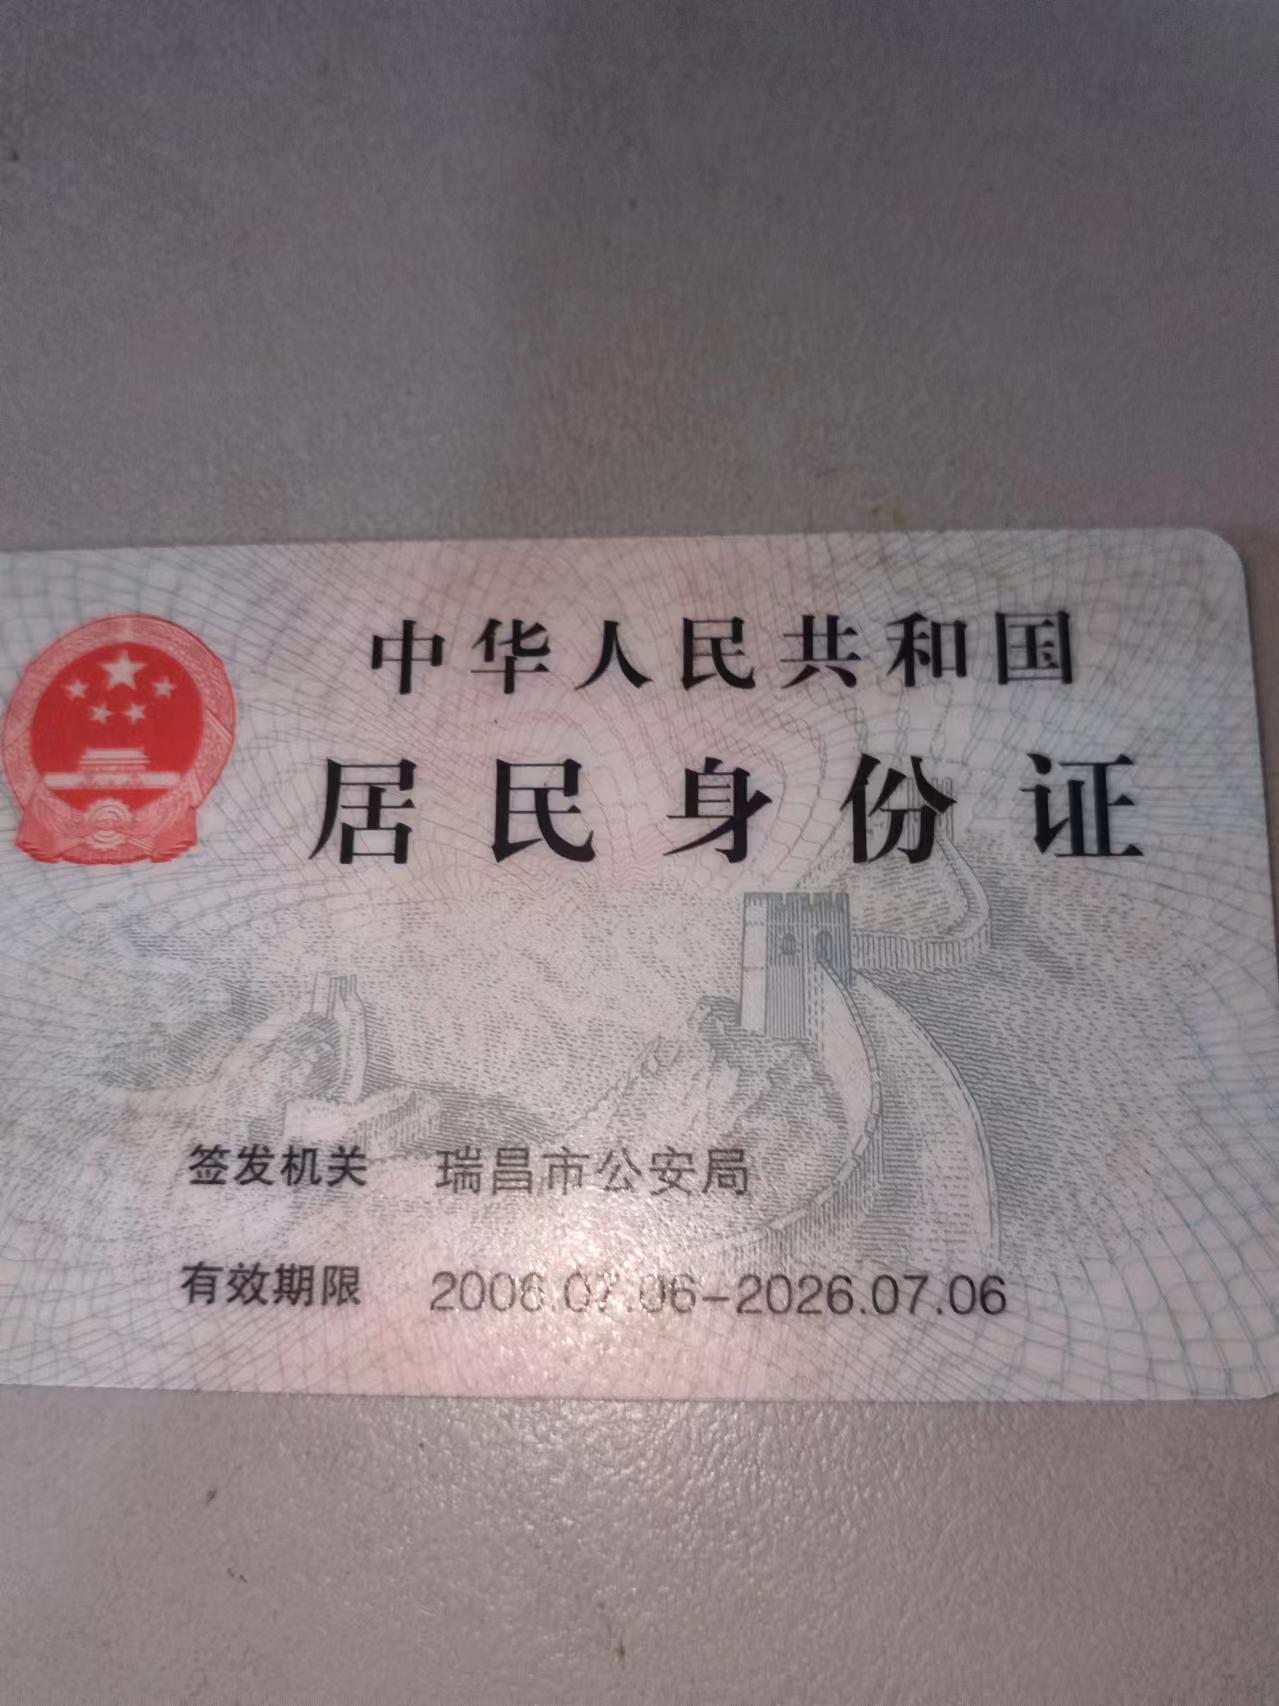 中华人民共和国
居民身份证
签发机关 瑞昌市公安局
有效期限 2006.07.06-2026.07.06